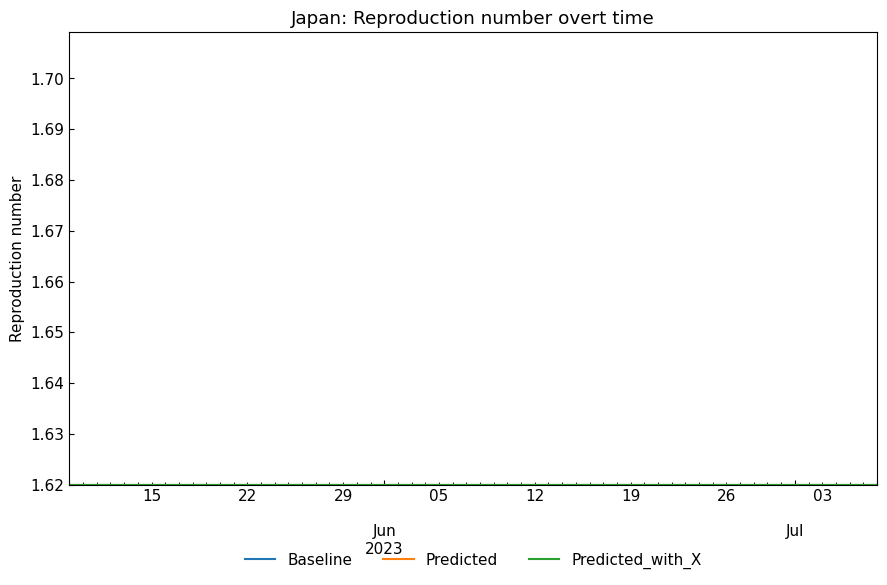 Japan: Reproduction number overt time
Reproduction number
1.70
1.69
1.68
1.67
1.66
1.65
1.64
1.63
1.62
15 22 29 05 12 19 26 03
Jun Jul
2023
Baseline Predicted Predicted_with_X